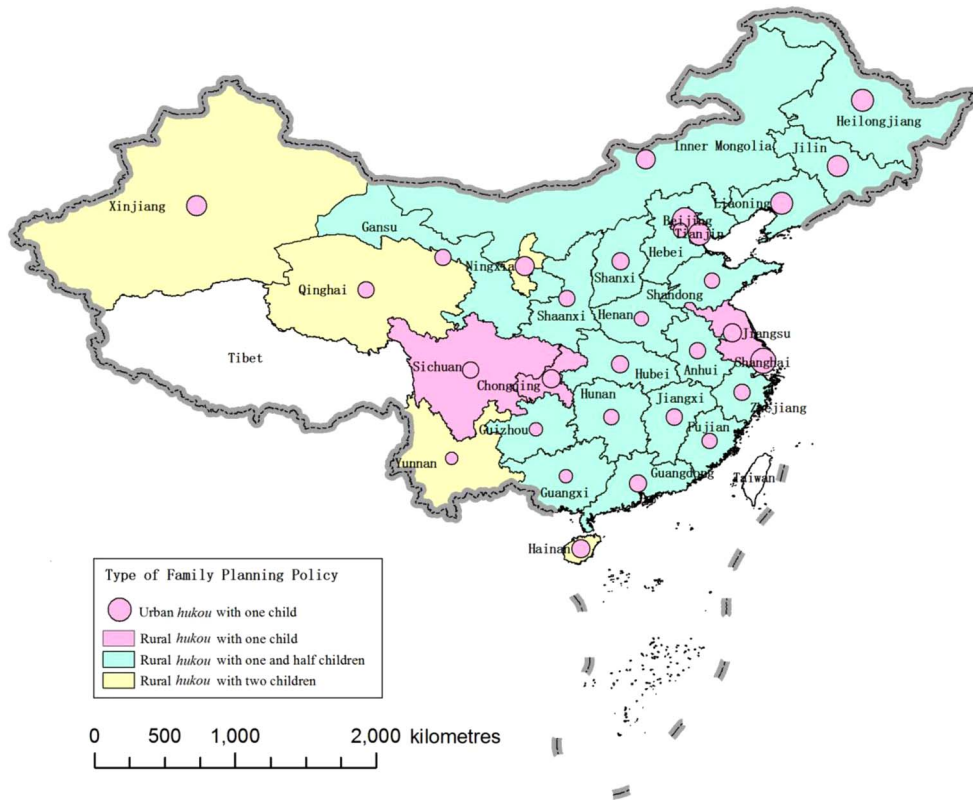 Heilongjiang
Inner Mongolia
Jilin
Xinjiang
Liaoning
Gansu
Beijing
Tianjin
Hebei
Ningxia
Shanxi
Qinghai
Shandong
Shaanxi
Henan
Jiangsu
Tibet
Sichuan
Shanghai
Hubei
Anhui
Chongqing
Hunan
Jiangxi
Zhejiang
Guizhou
Fujian
Yunnan
Guangxi
Guangdong
Taiwan
Hainan
Type of Family Planning Policy
Urban hukou with one child
Rural hukou with one child
Rural hukou with one and half children
Rural hukou with two children
0 500 1,000 2,000 kilometres